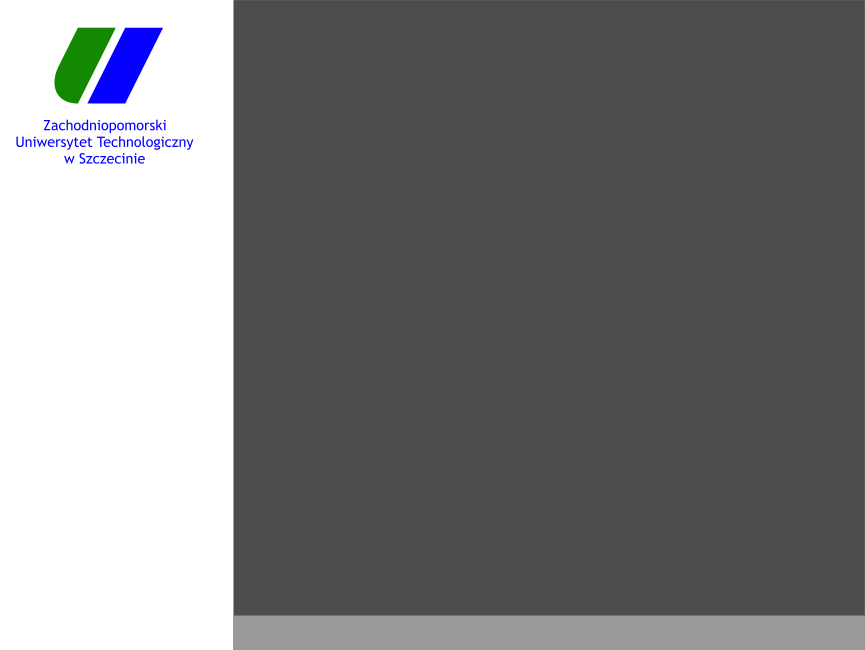 Zachodniopomorski
Uniwersytet Technologiczny
w Szczecinie